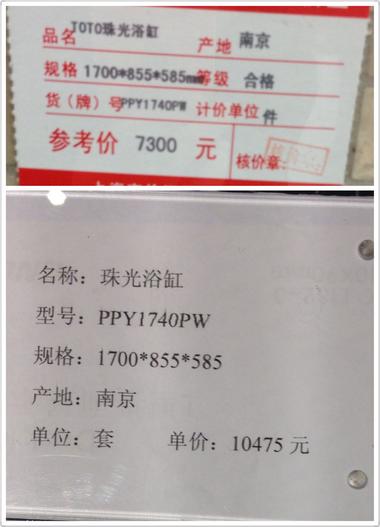 品名 TOTO珠光浴缸 产地 南京
规格 1700*855*585mm 等级 合格
货（牌）号 PPY1740PW 计价单位 件
参考价 7300 元 核价章：
名称：珠光浴缸
型号：PPY1740PW
规格：1700*855*585
产地：南京
单位：套 单价：10475 元